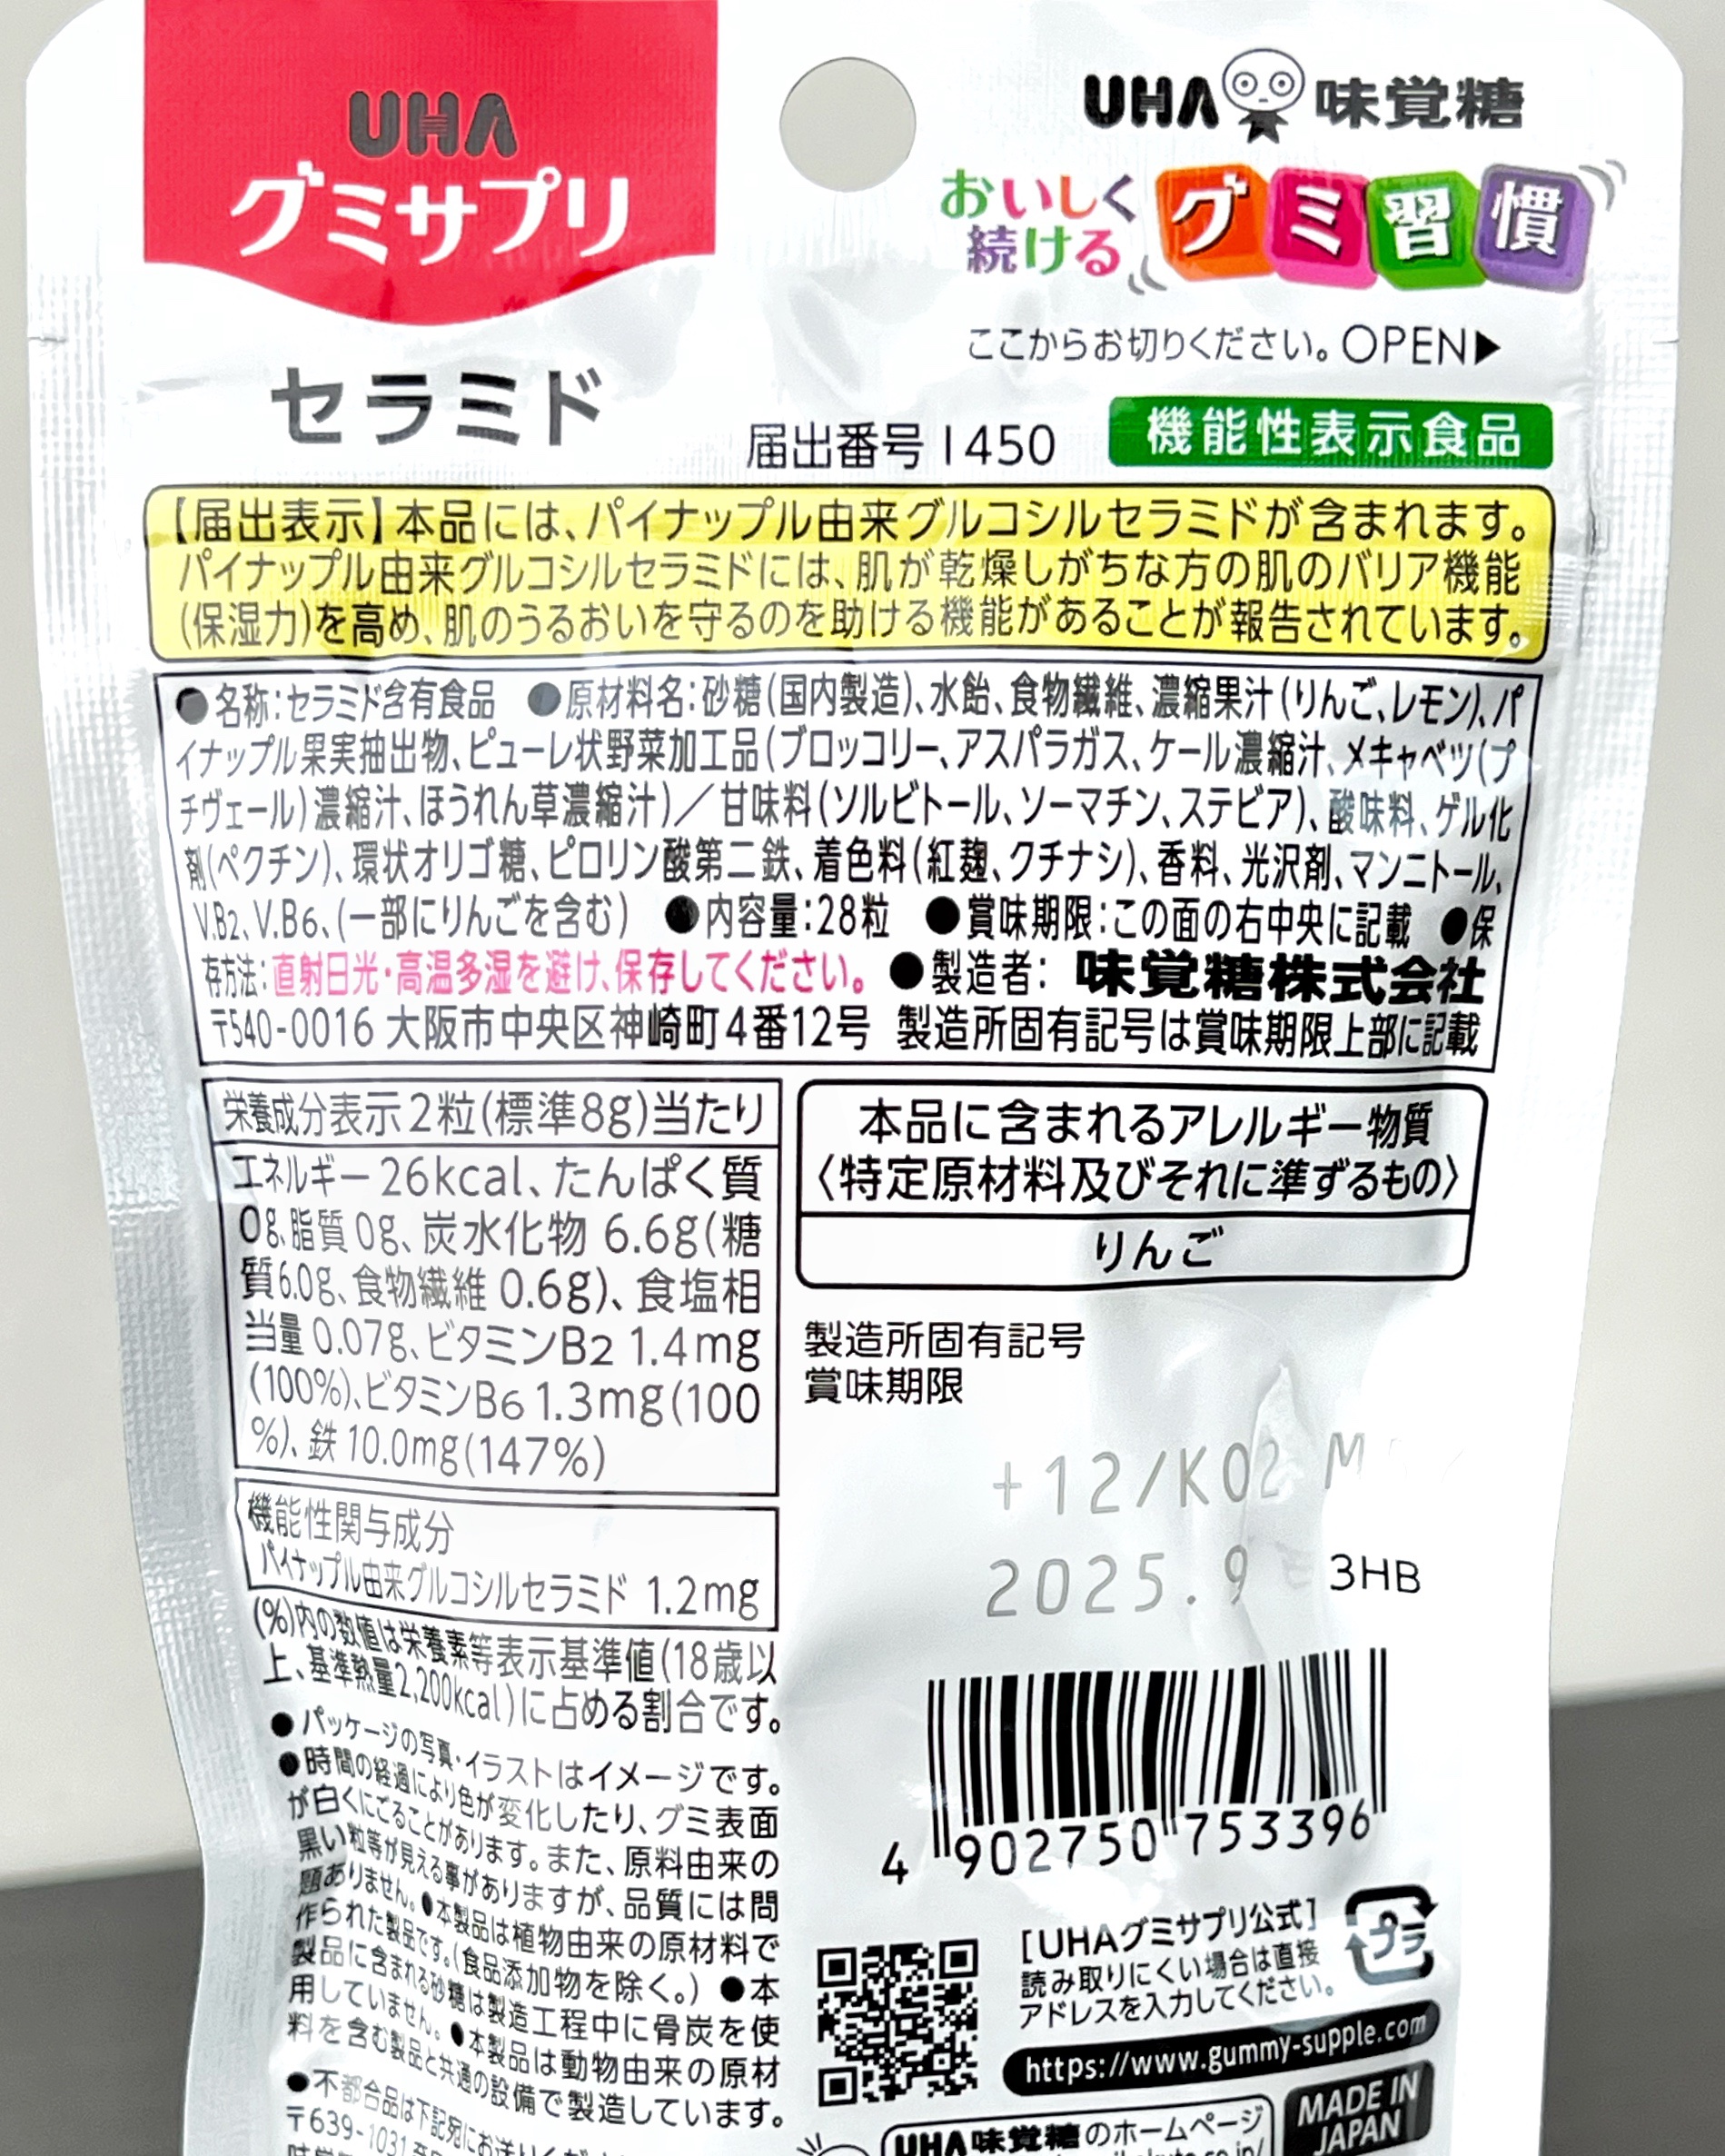 UHA
グミサプリ
UHA 味覚糖
おいしく
続ける
グミ習慣
ここからお切りください。OPEN▶
セラミド
届出番号 I450
機能性表示食品
【届出表示】本品には、パイナップル由来グルコシルセラミドが含まれます。
パイナップル由来グルコシルセラミドには、肌が乾燥しがちな方の肌のバリア機能
(保湿力)を高め、肌のうるおいを守るのを助ける機能があることが報告されています。
●名称:セラミド含有食品 ●原材料名:砂糖(国内製造)、水飴、食物繊維、濃縮果汁(りんご、レモン)、パ
イナップル果実抽出物、ピューレ状野菜加工品(ブロッコリー、アスパラガス、ケール濃縮汁、メキャベツ(プ
チヴェール)濃縮汁、ほうれん草濃縮汁)／甘味料(ソルビトール、ソーマチン、ステビア)、酸味料、ゲル化
剤(ペクチン)、環状オリゴ糖、ピロリン酸第二鉄、着色料(紅麹、クチナシ)、香料、光沢剤、マンニトール、
V.B2、V.B6、(一部にりんごを含む) ●内容量:28粒 ●賞味期限:この面の右中央に記載 ●保
存方法:直射日光・高温多湿を避け、保存してください。 ●製造者: 味覚糖株式会社
〒540-0016 大阪市中央区神崎町4番12号 製造所固有記号は賞味期限上部に記載
栄養成分表示2粒(標準8g)当たり
エネルギー 26kcal、たんぱく質
0g、脂質 0g、炭水化物 6.6g(糖
質6.0g、食物繊維 0.6g)、食塩相
当量 0.07g、ビタミンB2 1.4mg
(100%)、ビタミンB6 1.3mg(100
%)、鉄 10.0mg(147%)
機能性関与成分
パイナップル由来グルコシルセラミド 1.2mg
(%)内の数値は栄養素等表示基準値(18歳以
上、基準熱量2,200kcal)に占める割合です。
●パッケージの写真・イラストはイメージです。
●時間の経過により色が変化したり、グミ表面
が白くにごることがあります。また、原料由来の
黒い粒等が見える事がありますが、品質には問
題ありません。●本製品は植物由来の原材料で
作られた製品です。(食品添加物を除く。) ●本
製品に含まれる砂糖は製造工程中に骨炭を使
用していません。●本製品は動物由来の原材
料を含む製品と共通の設備で製造しています。
●不都合品は下記宛にお送りくだ
〒639-1031
本品に含まれるアレルギー物質
〈特定原材料及びそれに準ずるもの〉
りんご
製造所固有記号
賞味期限
+12/K02 M
2025.9 3HB
4 902750 753396
[UHAグミサプリ公式]
読み取りにくい場合は直接
アドレスを入力してください。
プラ
https://www.gummy-supple.com
UHA味覚糖のホームページ
MADE IN
JAPAN